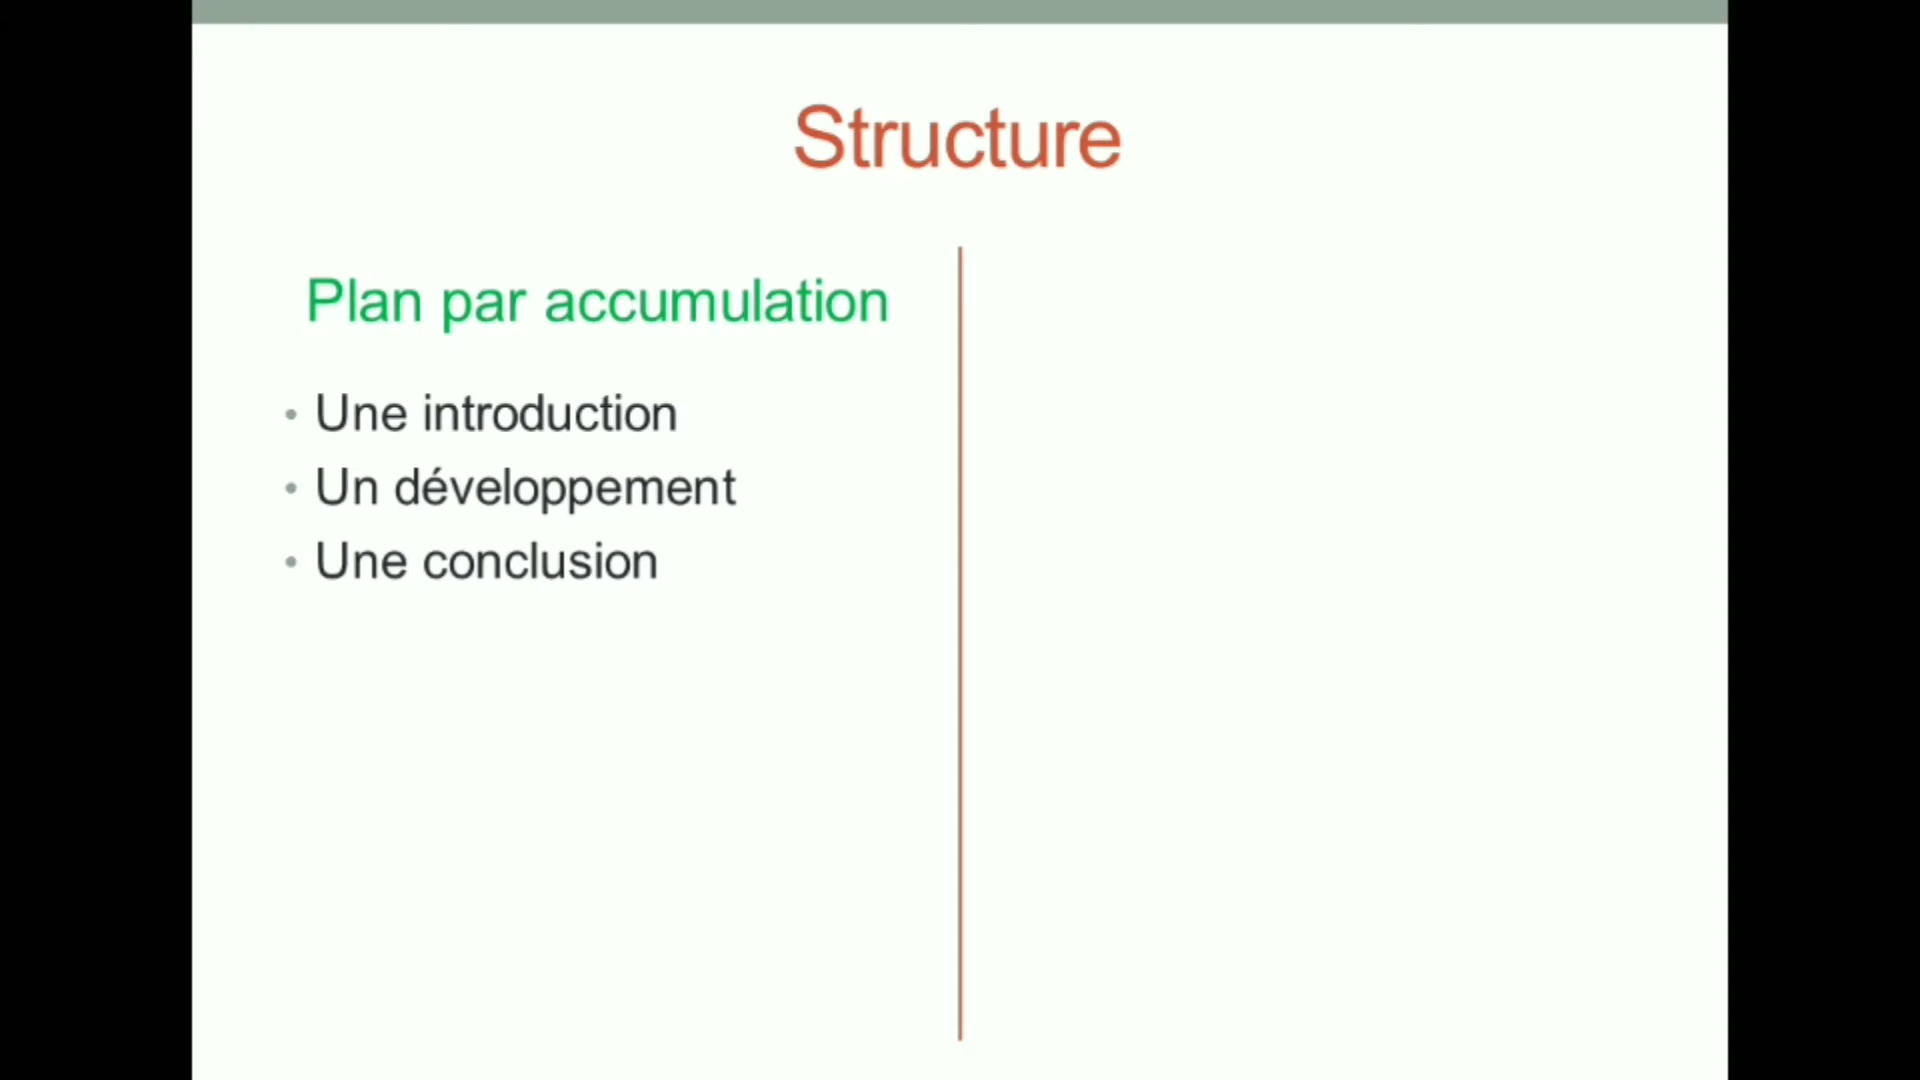 Structure
Plan par accumulation
• Une introduction
• Un développement
• Une conclusion